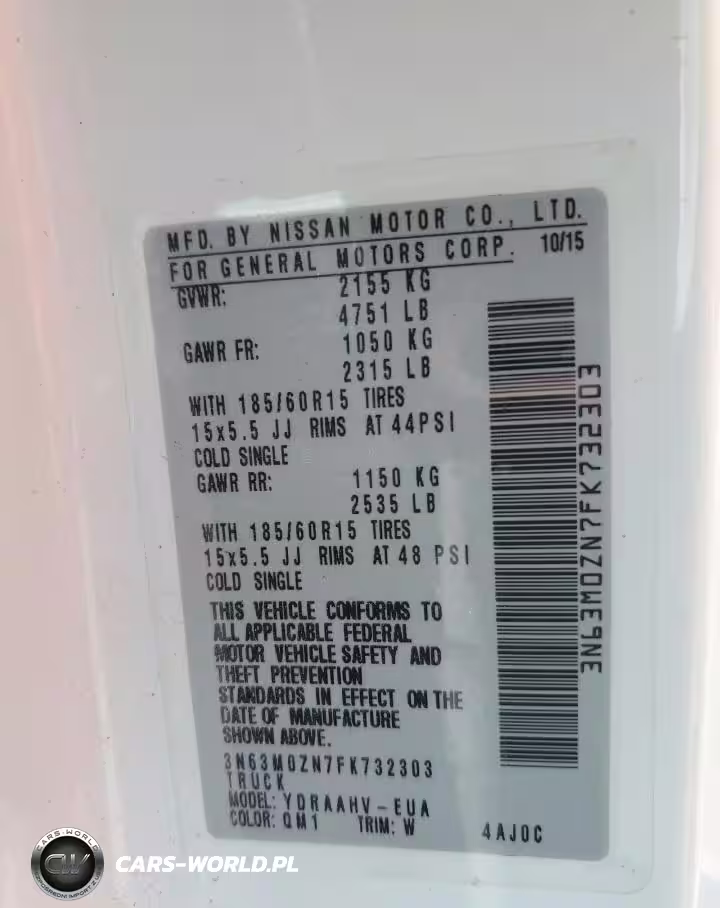 MFD. BY NISSAN MOTOR CO., LTD.
FOR GENERAL MOTORS CORP. 10/15
GVWR: 2155 KG
4751 LB
GAWR FR: 1050 KG
2315 LB
WITH 185/60R15 TIRES
15x5.5 JJ RIMS AT 44PSI
COLD SINGLE
GAWR RR: 1150 KG
2535 LB
WITH 185/60R15 TIRES
15x5.5 JJ RIMS AT 48 PSI
COLD SINGLE
THIS VEHICLE CONFORMS TO
ALL APPLICABLE FEDERAL
MOTOR VEHICLE SAFETY AND
THEFT PREVENTION
STANDARDS IN EFFECT ON THE
DATE OF MANUFACTURE
SHOWN ABOVE.
3N63M0ZN7FK732303
TRUCK
MODEL: YDRAAHV-EUA
COLOR: QM1 TRIM: W 4AJ0C
3N63M0ZN7FK732303
CARS-WORLD
CW
CARS-WORLD.PL